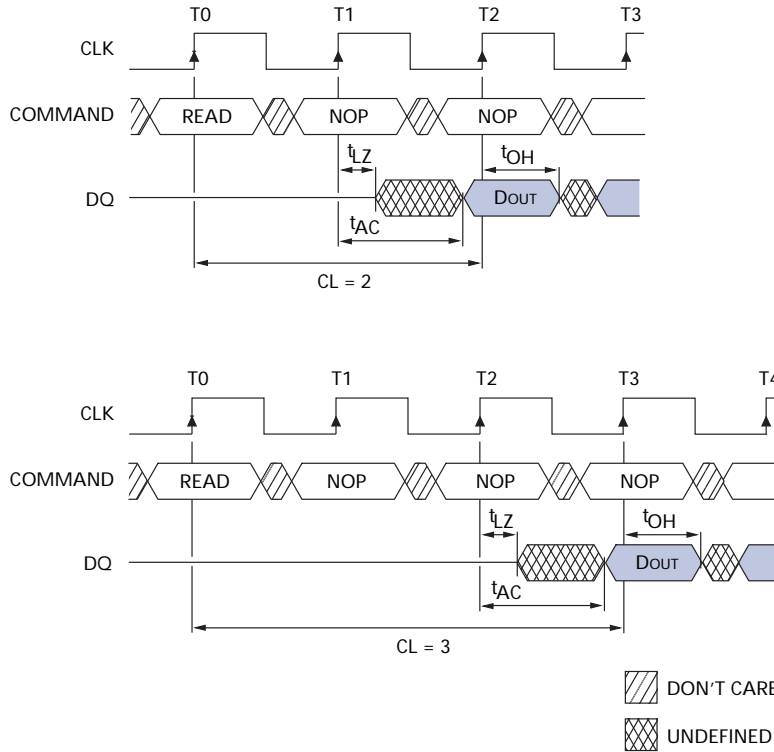 T0 T1 T2 T3
CLK
COMMAND READ NOP NOP
tLZ tOH
DQ DOUT
tAC
CL = 2
T0 T1 T2 T3 T4
CLK
COMMAND READ NOP NOP NOP
tLZ tOH
DQ DOUT
tAC
CL = 3
DON'T CARE
UNDEFINED